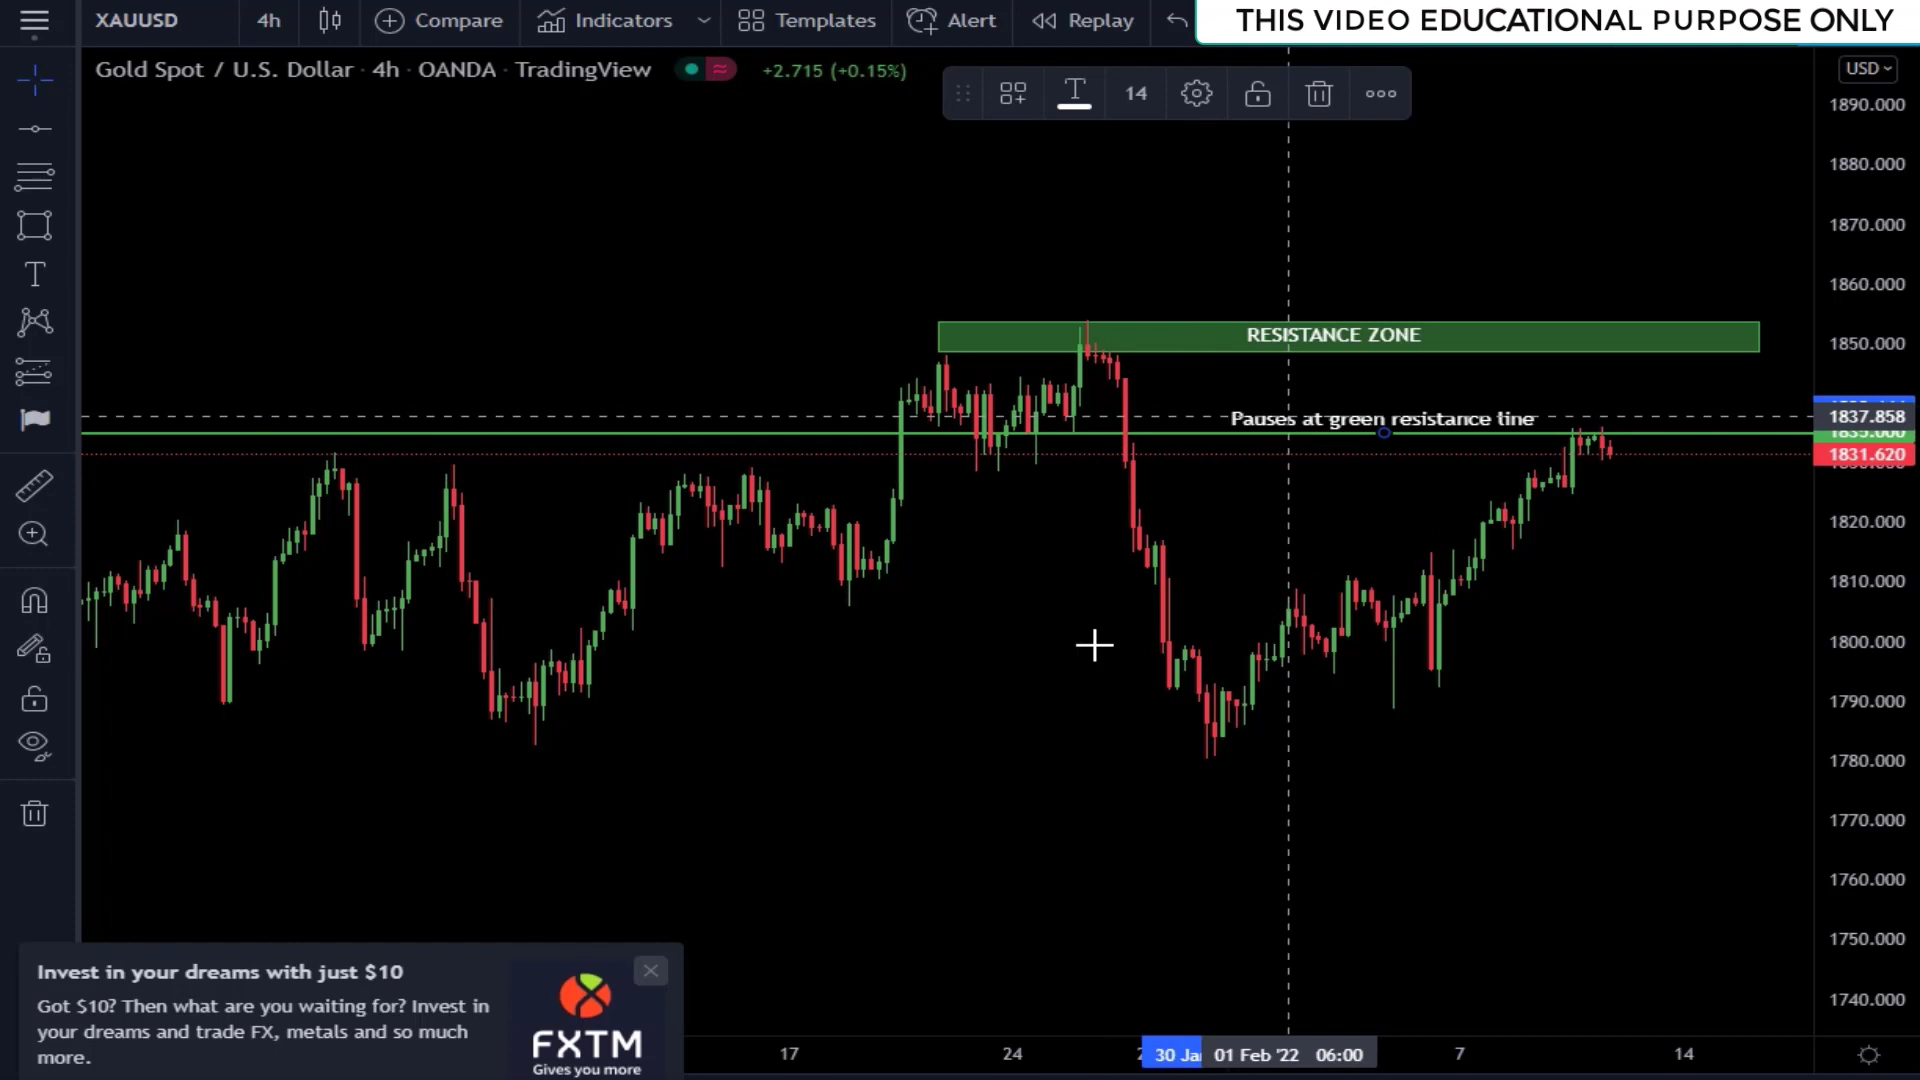 XAUUSD 4h Compare Indicators Templates Alert Replay
THIS VIDEO EDUCATIONAL PURPOSE ONLY
Gold Spot / U.S. Dollar · 4h · OANDA · TradingView +2.715 (+0.15%)
14
USD
1890.000
1880.000
1870.000
1860.000
RESISTANCE ZONE
1850.000
Pauses at green resistance line
1837.858
1835.000
1831.620
1820.000
1810.000
1800.000
1790.000
1780.000
1770.000
1760.000
1750.000
1740.000
Invest in your dreams with just $10
Got $10? Then what are you waiting for? Invest in
your dreams and trade FX, metals and so much
more.
FXTM
Gives you more
17 24 30 Ja 01 Feb '22 06:00 7 14